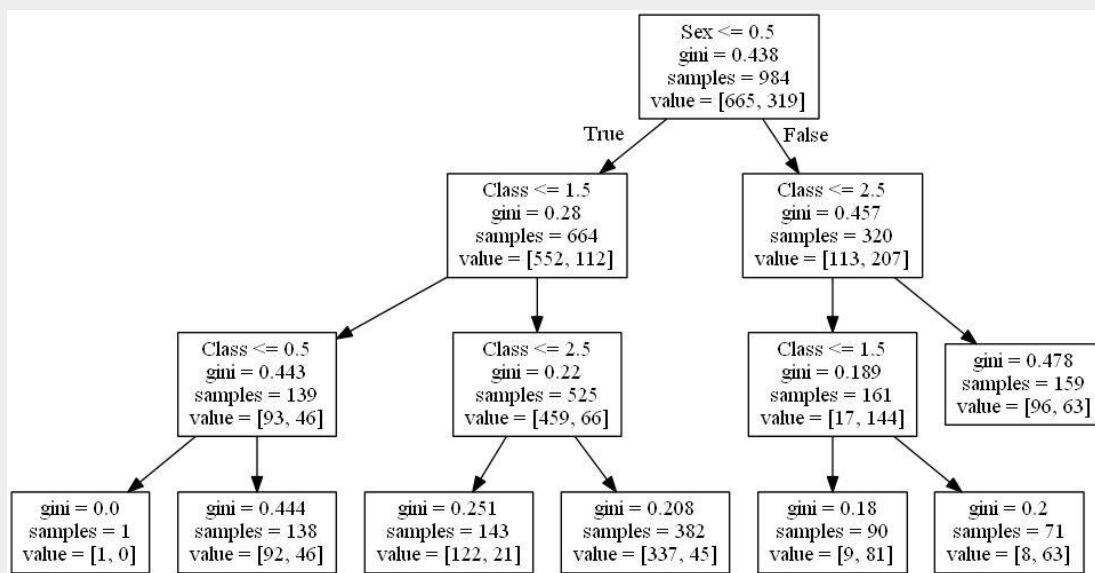 Sex <= 0.5
gini = 0.438
samples = 984
value = [665, 319]
True
False
Class <= 1.5
gini = 0.28
samples = 664
value = [552, 112]
Class <= 2.5
gini = 0.457
samples = 320
value = [113, 207]
Class <= 0.5
gini = 0.443
samples = 139
value = [93, 46]
Class <= 2.5
gini = 0.22
samples = 525
value = [459, 66]
Class <= 1.5
gini = 0.189
samples = 161
value = [17, 144]
gini = 0.478
samples = 159
value = [96, 63]
gini = 0.0
samples = 1
value = [1, 0]
gini = 0.444
samples = 138
value = [92, 46]
gini = 0.251
samples = 143
value = [122, 21]
gini = 0.208
samples = 382
value = [337, 45]
gini = 0.18
samples = 90
value = [9, 81]
gini = 0.2
samples = 71
value = [8, 63]